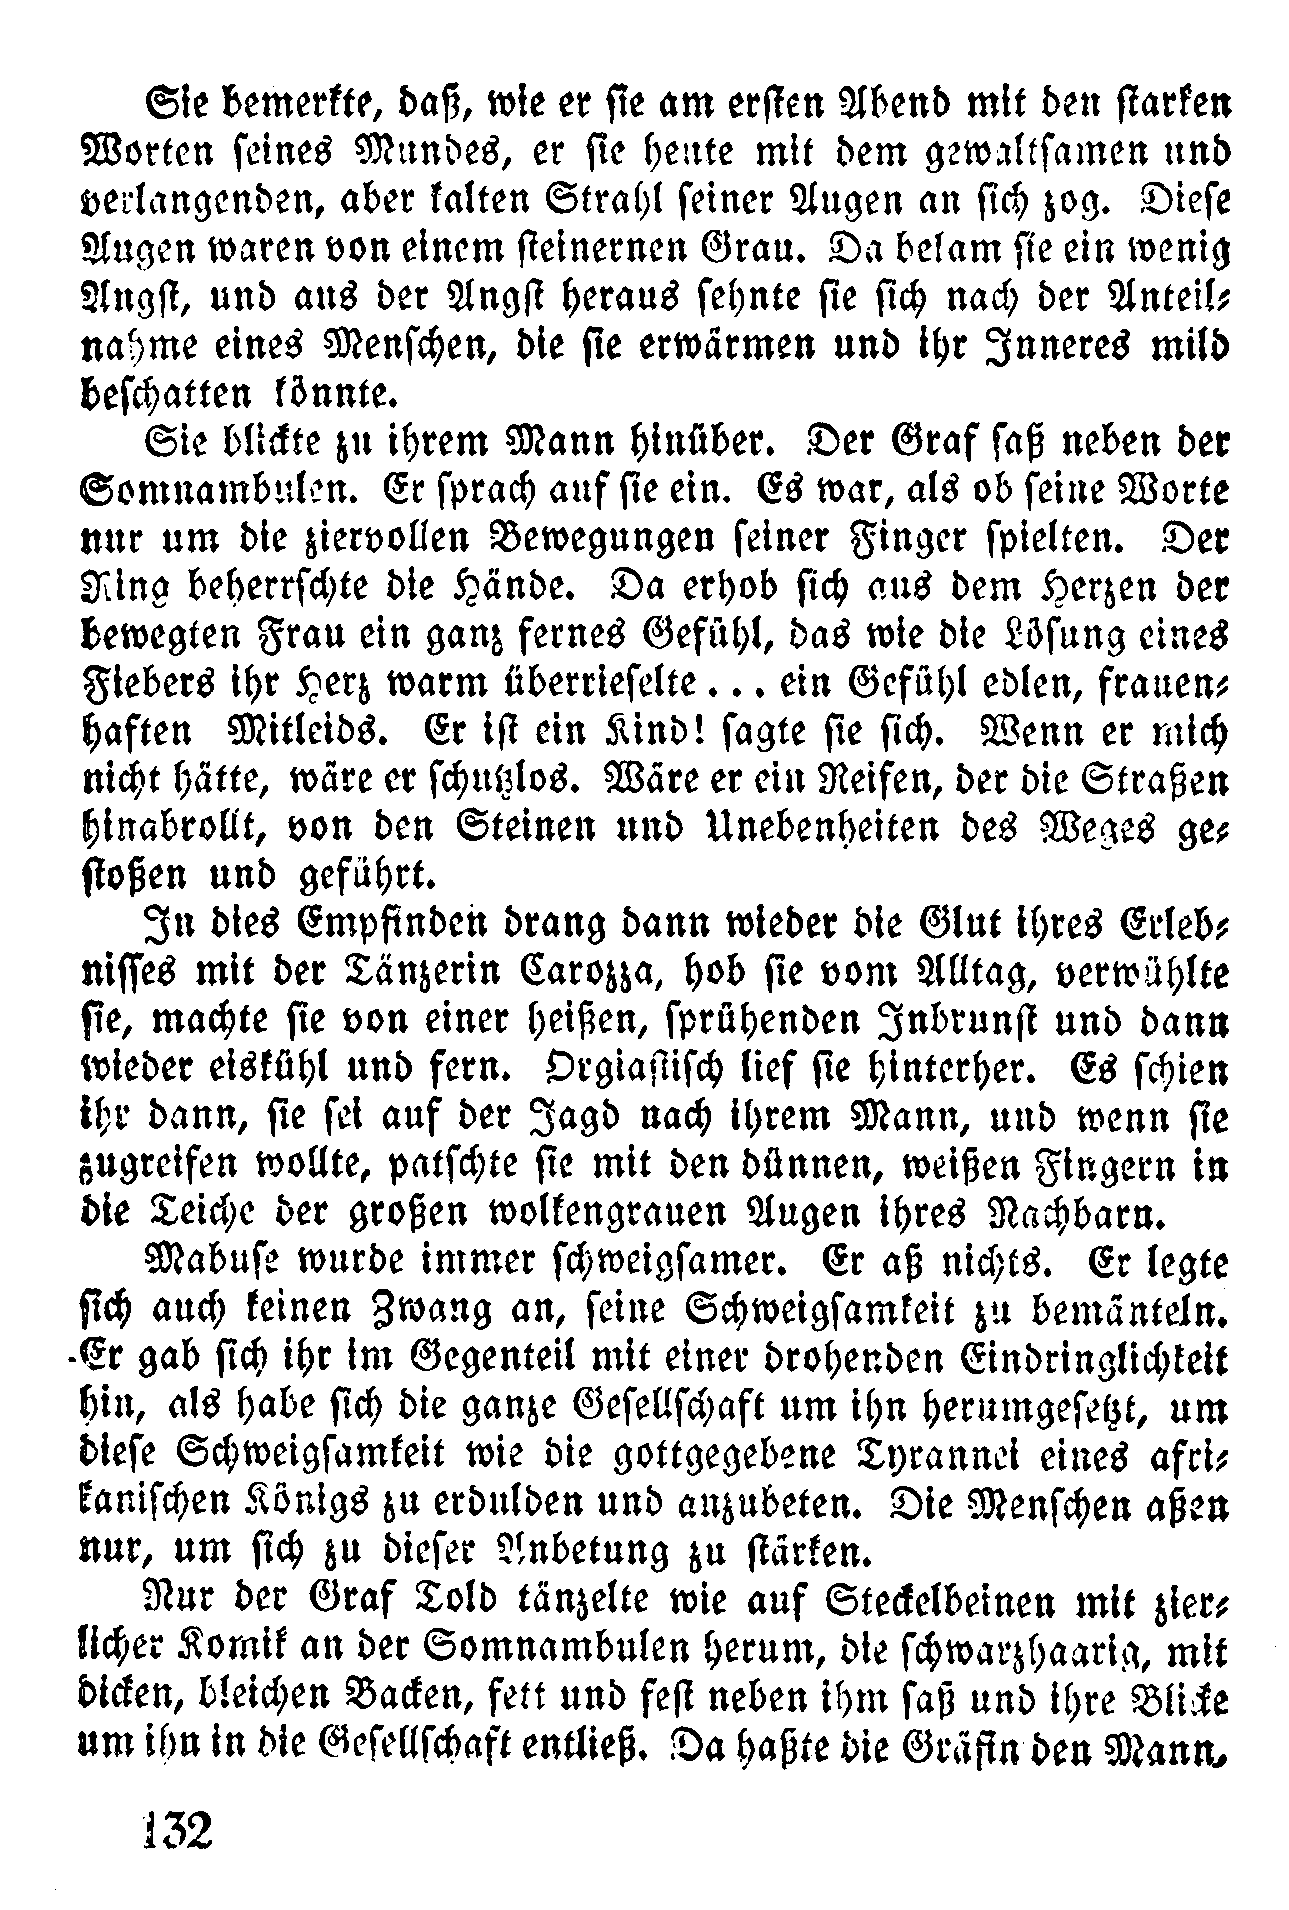 Sie bemerkte, daß, wie er sie am ersten Abend mit den starken
Worten seines Mundes, er sie heute mit dem gewaltsamen und
verlangenden, aber kalten Strahl seiner Augen an sich zog. Diese
Augen waren von einem steinernen Grau. Da bekam sie ein wenig
Angst, und aus der Angst heraus sehnte sie sich nach der Anteil-
nahme eines Menschen, die sie erwärmen und ihr Inneres mild
beschatten könnte.
Sie blickte zu ihrem Mann hinüber. Der Graf saß neben der
Somnambulen. Er sprach auf sie ein. Es war, als ob seine Worte
nur um die ziervollen Bewegungen seiner Finger spielten. Der
Ring beherrschte die Hände. Da erhob sich aus dem Herzen der
bewegten Frau ein ganz fernes Gefühl, das wie die Lösung eines
Fiebers ihr Herz warm überrieselte ... ein Gefühl edlen, frauen-
haften Mitleids. Er ist ein Kind! sagte sie sich. Wenn er mich
nicht hätte, wäre er schutzlos. Wäre er ein Reifen, der die Straßen
hinabrollt, von den Steinen und Unebenheiten des Weges ge-
stoßen und geführt.
In dies Empfinden drang dann wieder die Glut ihres Erleb-
nisses mit der Tänzerin Carozza, hob sie vom Alltag, verwühlte
sie, machte sie von einer heißen, sprühenden Inbrunst und dann
wieder eiskühl und fern. Orgiastisch lief sie hinterher. Es schien
ihr dann, sie sei auf der Jagd nach ihrem Mann, und wenn sie
zugreifen wollte, patschte sie mit den dünnen, weißen Fingern in
die Teiche der großen wolkengrauen Augen ihres Nachbarn.
Mabuse wurde immer schweigsamer. Er aß nichts. Er legte
sich auch keinen Zwang an, seine Schweigsamkeit zu bemänteln.
Er gab sich ihr im Gegenteil mit einer drohenden Eindringlichkeit
hin, als habe sich die ganze Gesellschaft um ihn herumgesetzt, um
diese Schweigsamkeit wie die gottgegebene Tyrannei eines afri-
kanischen Königs zu erdulden und anzubeten. Die Menschen aßen
nur, um sich zu dieser Anbetung zu stärken.
Nur der Graf Told tänzelte wie auf Steckelbeinen mit zier-
licher Komik an der Somnambulen herum, die schwarzhaarig, mit
dicken, bleichen Backen, fett und fest neben ihm saß und ihre Blicke
um ihn in die Gesellschaft entließ. Da haßte die Gräfin den Mann,
132